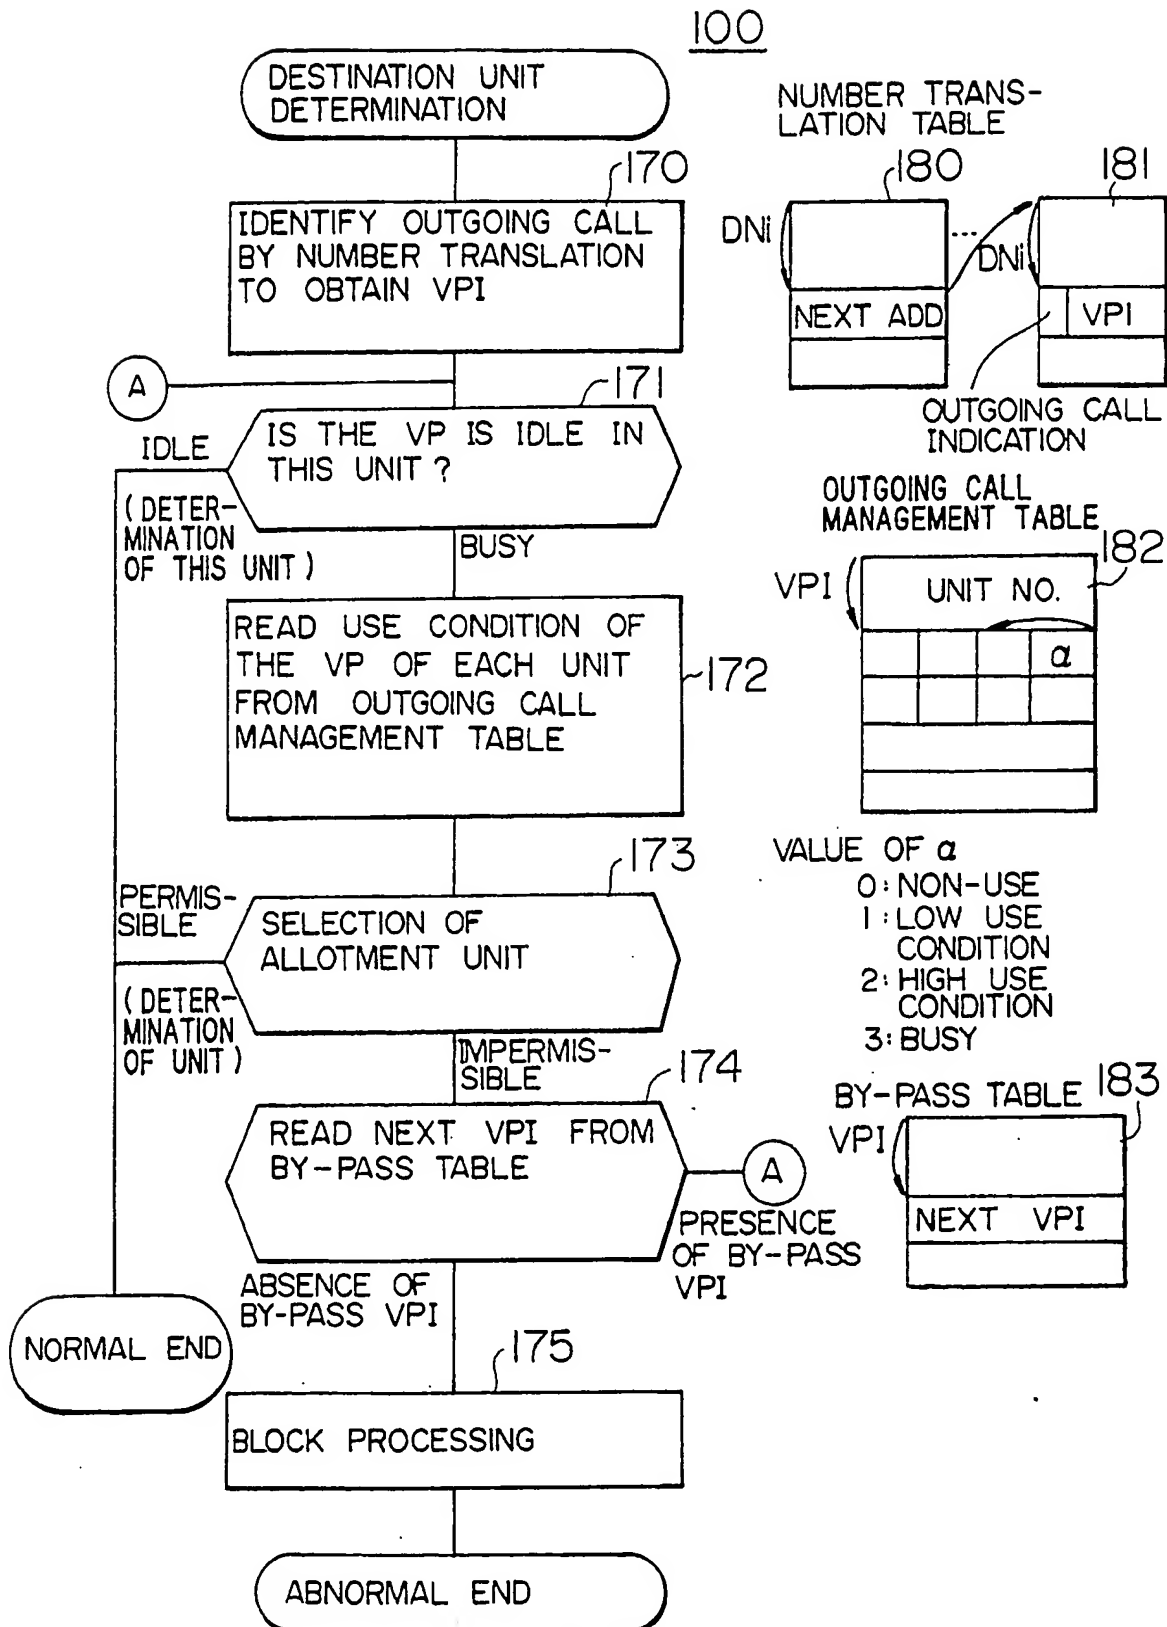 100
DESTINATION UNIT
DETERMINATION
170
IDENTIFY OUTGOING CALL
BY NUMBER TRANSLATION
TO OBTAIN VPI
A
171
IS THE VP IS IDLE IN
THIS UNIT ?
IDLE
(DETER-
MINATION
OF THIS UNIT)
BUSY
READ USE CONDITION OF
THE VP OF EACH UNIT
FROM OUTGOING CALL
MANAGEMENT TABLE
172
173
SELECTION OF
ALLOTMENT UNIT
PERMIS-
SIBLE
(DETER-
MINATION
OF UNIT)
IMPERMIS-
SIBLE
174
READ NEXT VPI FROM
BY-PASS TABLE
A
PRESENCE
OF BY-PASS
VPI
ABSENCE OF
BY-PASS VPI
NORMAL END
175
BLOCK PROCESSING
ABNORMAL END
NUMBER TRANS-
LATION TABLE
180
181
DNi
...
DNi
NEXT ADD
VPI
OUTGOING CALL
INDICATION
OUTGOING CALL
MANAGEMENT TABLE
182
VPI
UNIT NO.
α
VALUE OF α
0: NON-USE
1: LOW USE
CONDITION
2: HIGH USE
CONDITION
3: BUSY
BY-PASS TABLE
183
VPI
NEXT VPI